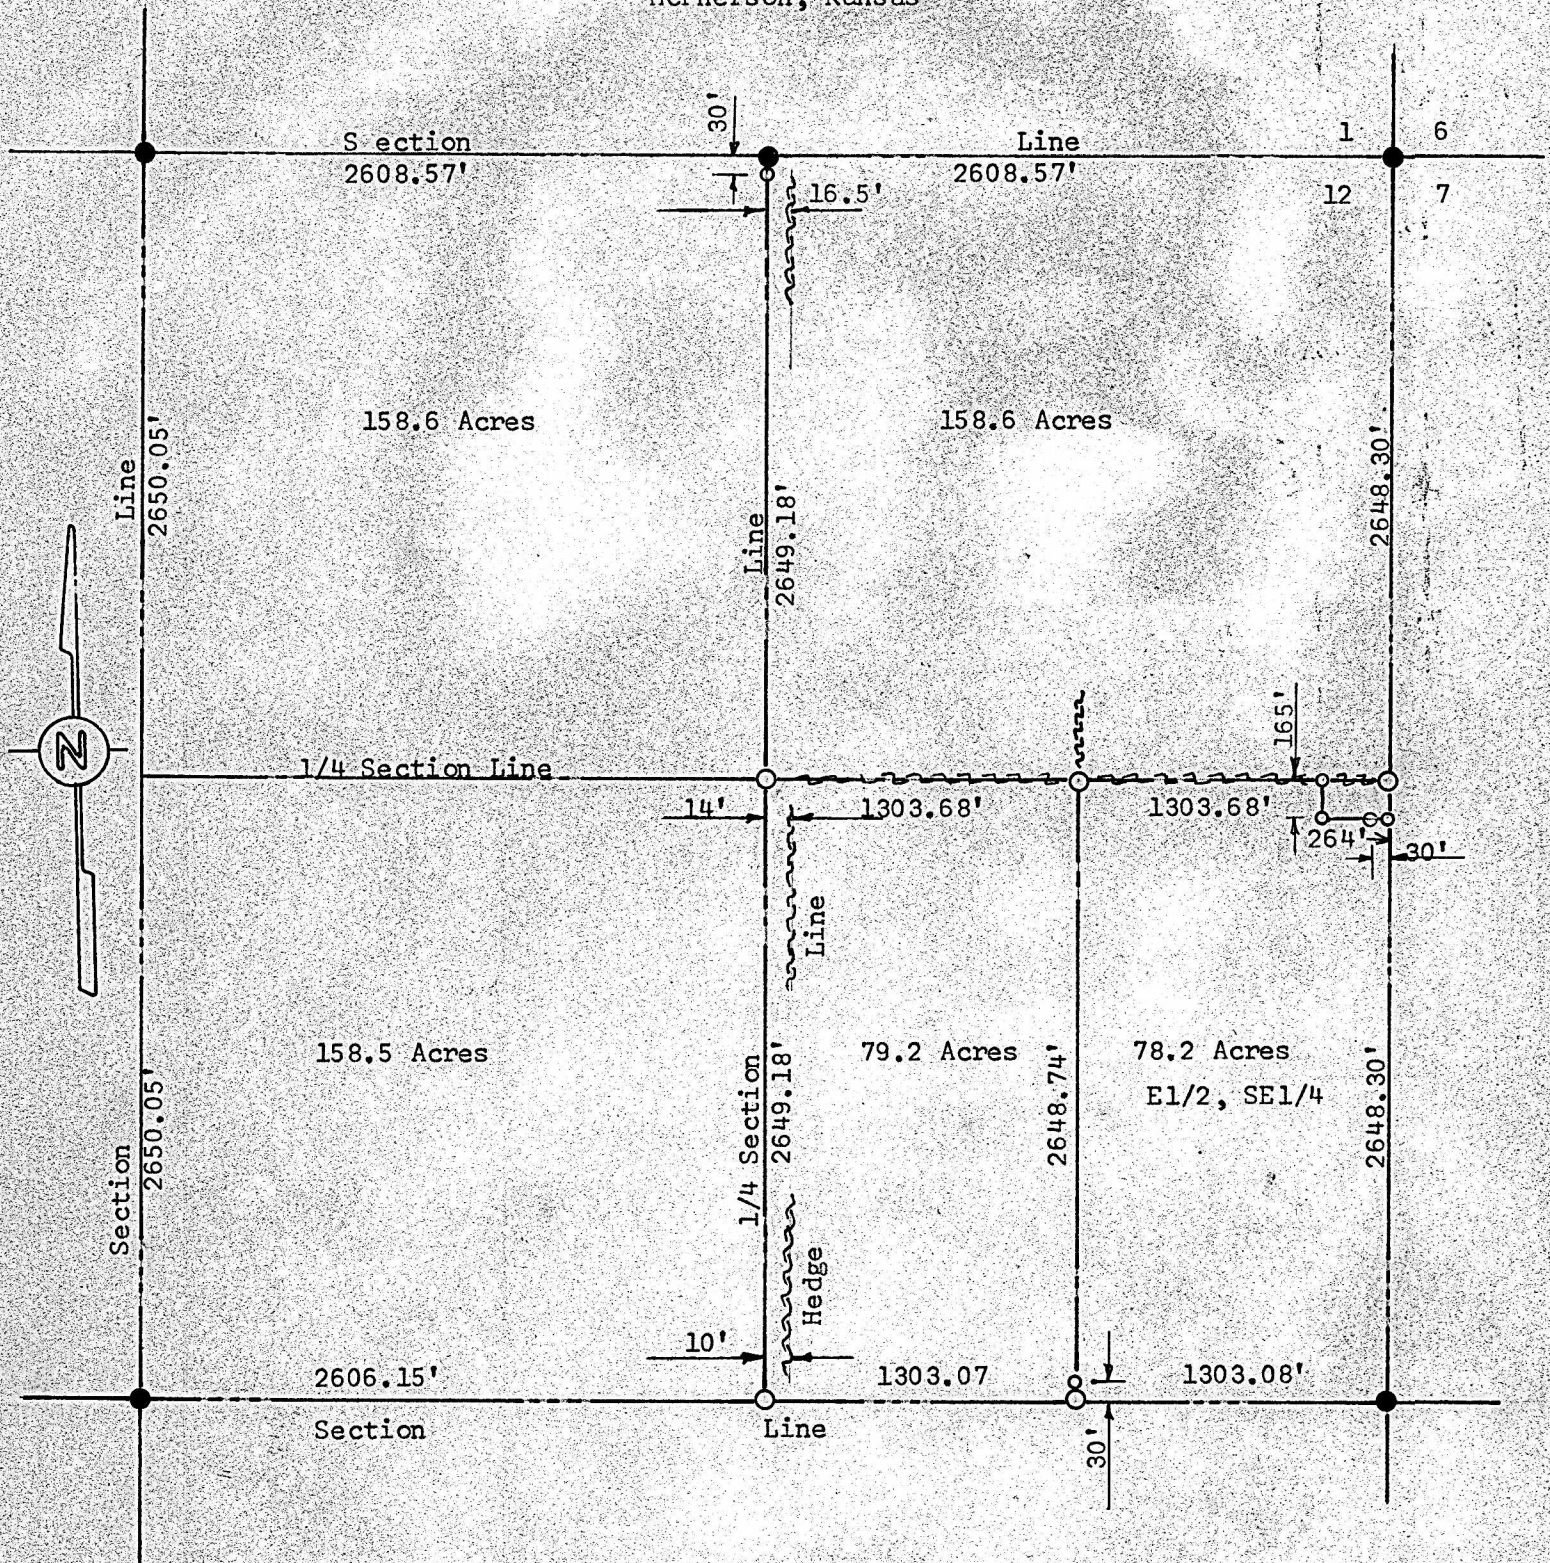 30'
1 6
S ection Line
2608.57' 2608.57'
12 7
16.5'
158.6 Acres 158.6 Acres
Line
2650.05'
Line
2649.18'
2648.30'
N
165'
1/4 Section Line
14' 1303.68' 1303.68'
264'
30'
Line
158.5 Acres 79.2 Acres 78.2 Acres
E1/2, SE1/4
Section
2650.05'
1/4 Section
2649.18'
2648.74'
2648.30'
Hedge
10'
2606.15' 1303.07 1303.08'
Section Line
30'